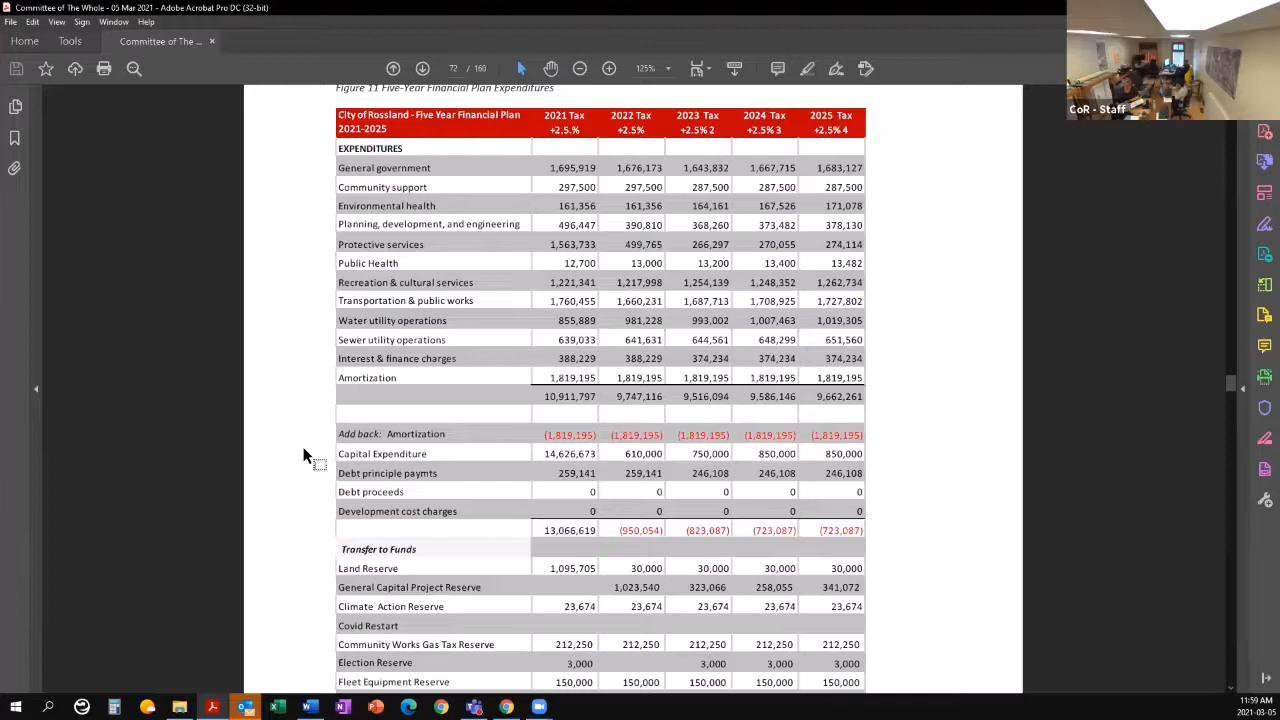 Committee of The Whole - 05 Mar 2021 - Adobe Acrobat Pro DC (32-bit)
File Edit View Sign Window Help
Home Tools Committee of The ... ×
72 / 160 125%
CoR - Staff
Figure 11 Five-Year Financial Plan Expenditures
City of Rossland - Five Year Financial Plan 2021 Tax 2022 Tax 2023 Tax 2024 Tax 2025 Tax
2021-2025 +2.5.% +2.5% +2.5% 2 +2.5% 3 +2.5% 4
EXPENDITURES
General government 1,695,919 1,676,173 1,643,832 1,667,715 1,683,127
Community support 297,500 297,500 287,500 287,500 287,500
Environmental health 161,356 161,356 164,161 167,526 171,078
Planning, development, and engineering 496,447 390,810 368,260 373,482 378,130
Protective services 1,563,733 499,765 266,297 270,055 274,114
Public Health 12,700 13,000 13,200 13,400 13,482
Recreation & cultural services 1,221,341 1,217,998 1,254,139 1,248,352 1,262,734
Transportation & public works 1,760,455 1,660,231 1,687,713 1,708,925 1,727,802
Water utility operations 855,889 981,228 993,002 1,007,463 1,019,305
Sewer utility operations 639,033 641,631 644,561 648,299 651,560
Interest & finance charges 388,229 388,229 374,234 374,234 374,234
Amortization 1,819,195 1,819,195 1,819,195 1,819,195 1,819,195
10,911,797 9,747,116 9,516,094 9,586,146 9,662,261
Add back: Amortization (1,819,195) (1,819,195) (1,819,195) (1,819,195) (1,819,195)
Capital Expenditure 14,626,673 610,000 750,000 850,000 850,000
Debt principle paymts 259,141 259,141 246,108 246,108 246,108
Debt proceeds 0 0 0 0 0
Development cost charges 0 0 0 0 0
13,066,619 (950,054) (823,087) (723,087) (723,087)
Transfer to Funds
Land Reserve 1,095,705 30,000 30,000 30,000 30,000
General Capital Project Reserve 1,023,540 323,066 258,055 341,072
Climate Action Reserve 23,674 23,674 23,674 23,674 23,674
Covid Restart
Community Works Gas Tax Reserve 212,250 212,250 212,250 212,250 212,250
Election Reserve 3,000 3,000 3,000 3,000
Fleet Equipment Reserve 150,000 150,000 150,000 150,000 150,000
11:59 AM
2021-03-05